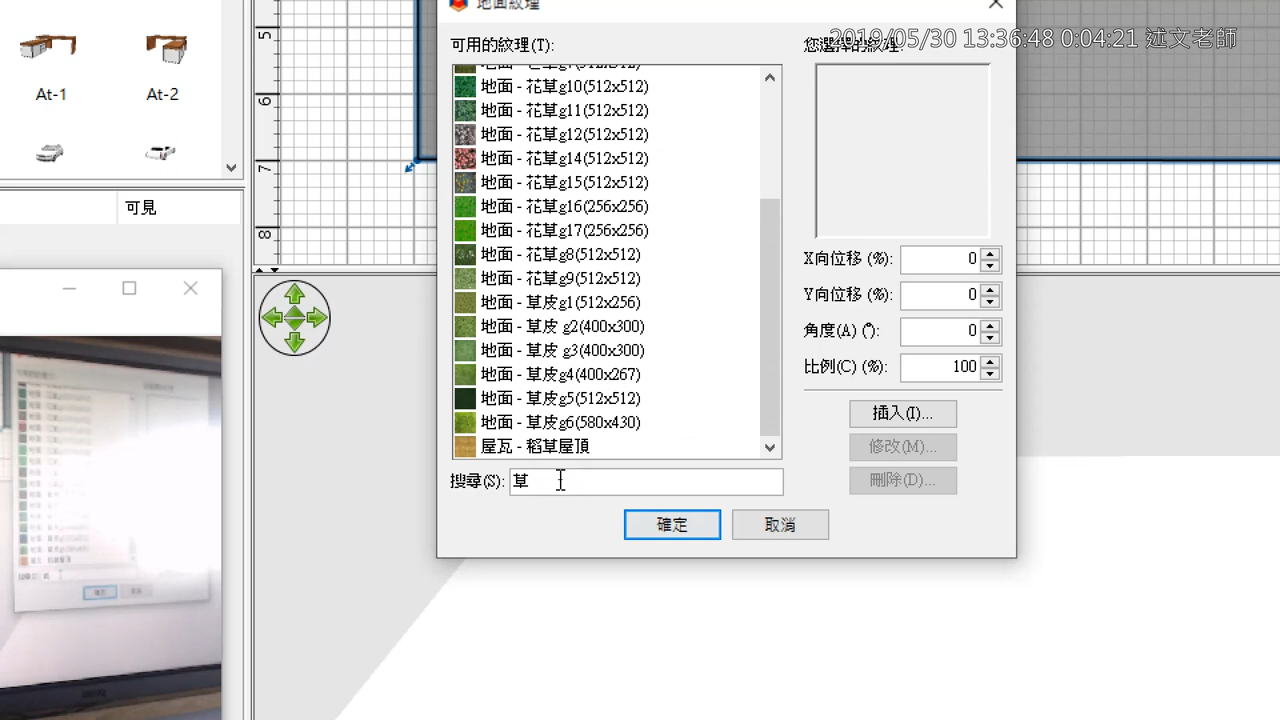 地面紋理
2019/05/30 13:36:48 0:04:21 述文老師
可用的紋理(T):
您選擇的紋理:
地面 - 花草g10(512x512)
地面 - 花草g11(512x512)
地面 - 花草g12(512x512)
地面 - 花草g14(512x512)
地面 - 花草g15(512x512)
地面 - 花草g16(256x256)
地面 - 花草g17(256x256)
地面 - 花草g8(512x512)
地面 - 花草g9(512x512)
地面 - 草皮g1(512x256)
地面 - 草皮 g2(400x300)
地面 - 草皮 g3(400x300)
地面 - 草皮g4(400x267)
地面 - 草皮g5(512x512)
地面 - 草皮g6(580x430)
屋瓦 - 稻草屋頂
搜尋(S): 草
確定
取消
X向位移 (%): 0
Y向位移 (%): 0
角度(A) (°): 0
比例(C) (%): 100
插入(I)...
修改(M)...
刪除(D)...
At-1
At-2
可見
5
6
7
8